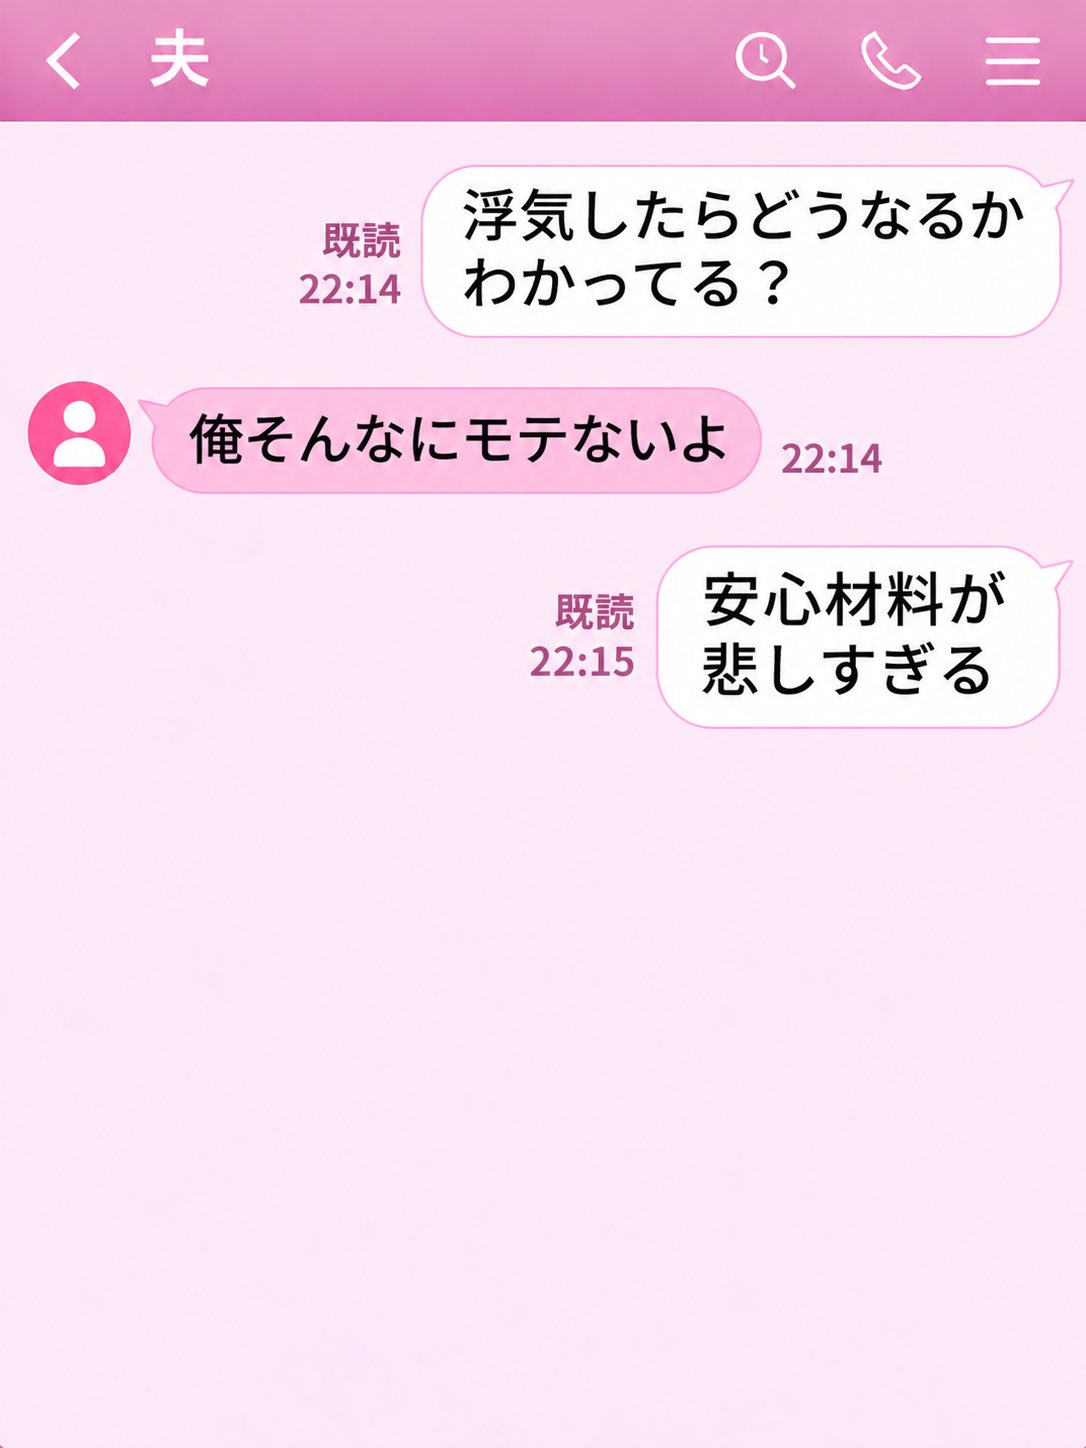 夫
浮気したらどうなるか
わかってる？
既読
22:14
俺そんなにモテないよ
22:14
安心材料が
悲しすぎる
既読
22:15